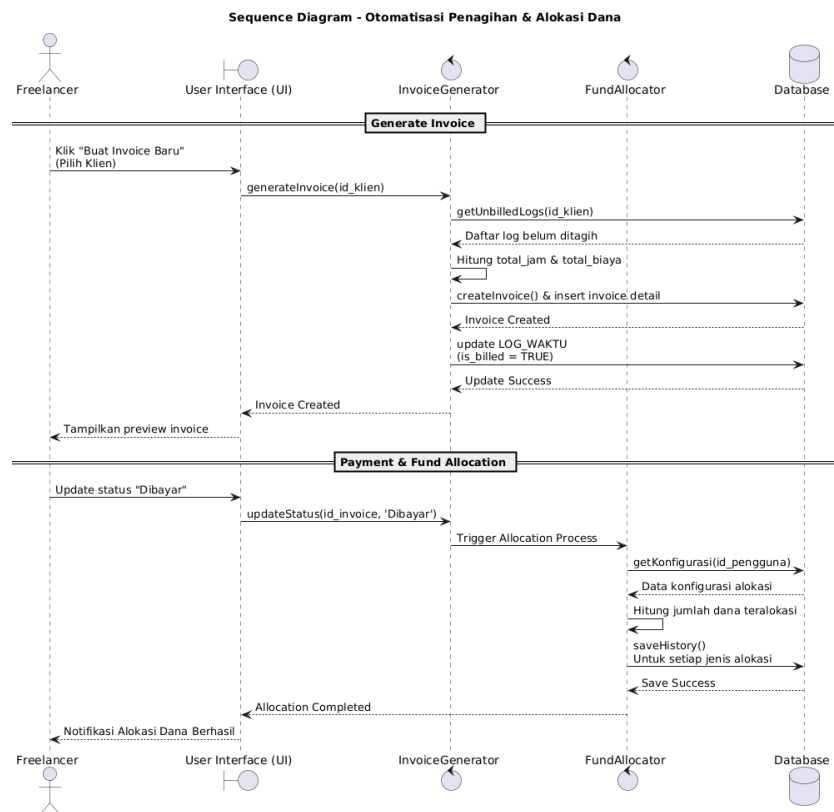 Sequence Diagram - Otomatisasi Penagihan & Alokasi Dana
Freelancer
User Interface (UI)
InvoiceGenerator
FundAllocator
Database
Generate Invoice
Klik "Buat Invoice Baru"
(Pilih Klien)
generateInvoice(id_klien)
getUnbilledLogs(id_klien)
Daftar log belum ditagih
Hitung total_jam & total_biaya
createInvoice() & insert invoice detail
Invoice Created
update LOG_WAKTU
(is_billed = TRUE)
Update Success
Invoice Created
Tampilkan preview invoice
Payment & Fund Allocation
Update status "Dibayar"
updateStatus(id_invoice, 'Dibayar')
Trigger Allocation Process
getKonfigurasi(id_pengguna)
Data konfigurasi alokasi
Hitung jumlah dana teralokasi
saveHistory()
Untuk setiap jenis alokasi
Save Success
Allocation Completed
Notifikasi Alokasi Dana Berhasil
Freelancer
User Interface (UI)
InvoiceGenerator
FundAllocator
Database